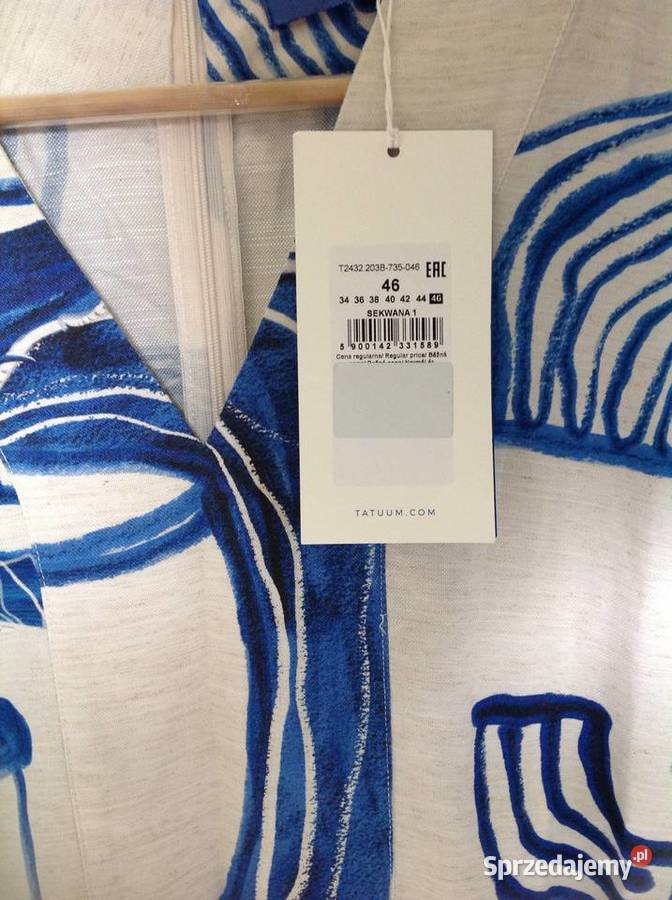 T2432.203B-735-046 EAC
46
34 36 38 40 42 44 46
SEKWANA 1
5 900142 331589
Cena regularna/ Regular price/ Běžná
TATUUM.COM
Sprzedajemy.pl